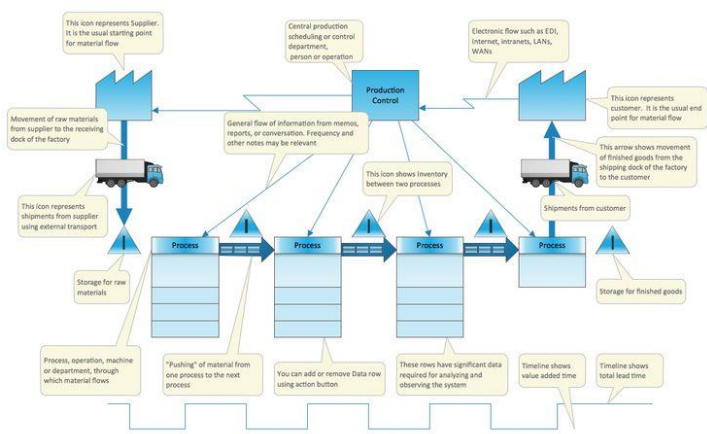 This icon represents Supplier.
It is the usual starting point
for material flow
Central production
scheduling or control
department,
person or operation
Electronic flow such as EDI,
Internet, intranets, LANs,
WANs
Production
Control
This icon represents
customer. It is the usual end
point for material flow
Movement of raw materials
from supplier to the receiving
dock of the factory
General flow of information from memos,
reports, or conversation. Frequency and
other notes may be relevant
This arrow shows movement
of finished goods from the
shipping dock of the factory
to the customer
This icon shows inventory
between two processes
This icon represents
shipments from supplier
using external transport
Shipments from customer
I
I
I
I
I
Process
Process
Process
Process
Storage for raw
materials
Storage for finished goods
Process, operation, machine
or department, through
which material flows
"Pushing" of material from
one process to the next
process
You can add or remove Data row
using action button
These rows have significant data
required for analyzing and
observing the system
Timeline shows
value added time
Timeline shows
total lead time